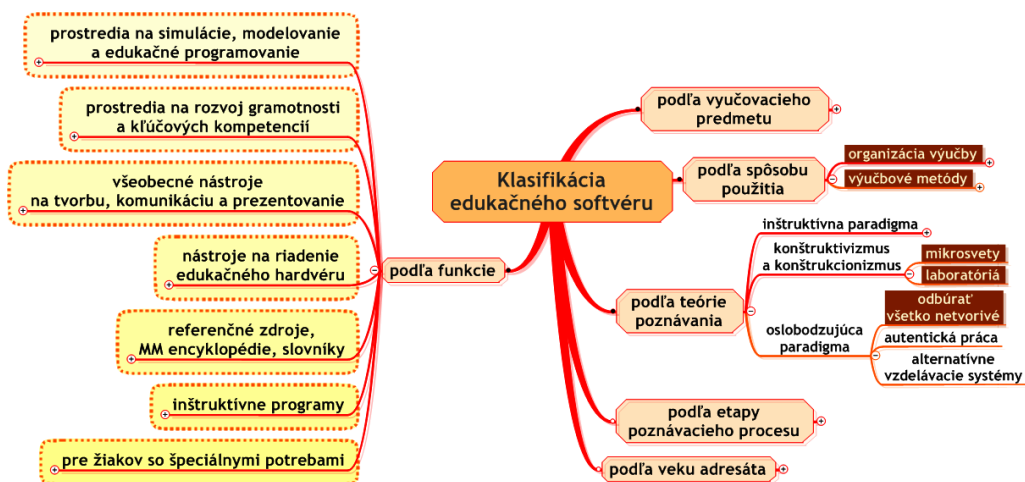 Klasifikácia
edukačného softvéru
prostredia na simulácie, modelovanie
a edukačné programovanie
prostredia na rozvoj gramotnosti
a kľúčových kompetencií
všeobecné nástroje
na tvorbu, komunikáciu a prezentovanie
nástroje na riadenie
edukačného hardvéru
referenčné zdroje,
MM encyklopédie, slovníky
inštruktívne programy
pre žiakov so špeciálnymi potrebami
podľa funkcie
podľa vyučovacieho
predmetu
podľa spôsobu
použitia
organizácia výučby
výučbové metódy
podľa teórie
poznávania
inštruktívna paradigma
konštruktivizmus
a konštrukcionizmus
mikrosvety
laboratóriá
oslobodzujúca
paradigma
odbúrať
všetko netvorivé
autentická práca
alternatívne
vzdelávacie systémy
podľa etapy
poznávacieho procesu
podľa veku adresáta